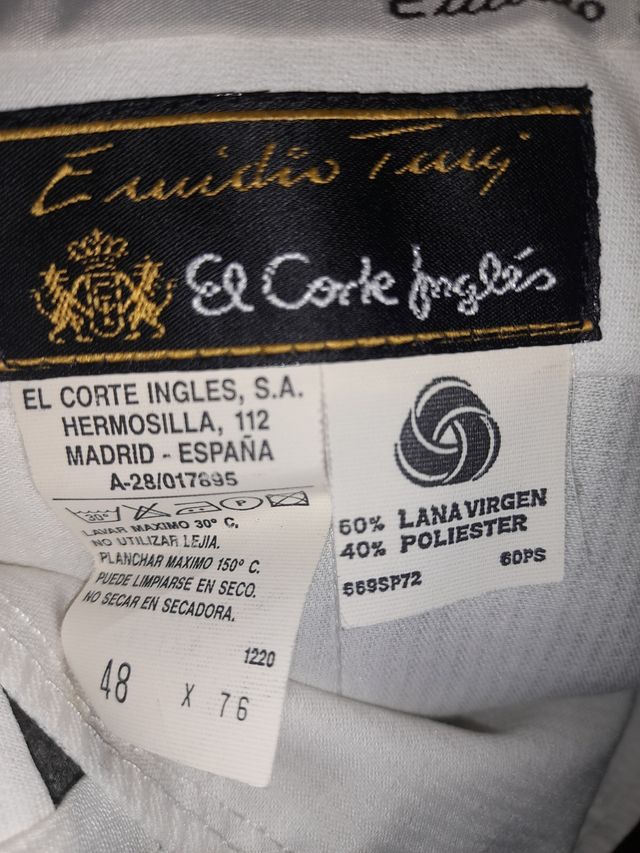 Emidio Tucci
El Corte Inglés
EL CORTE INGLES, S.A.
HERMOSILLA, 112
MADRID - ESPAÑA
A-28/017895
30° P
LAVAR MAXIMO 30° C.
NO UTILIZAR LEJIA.
PLANCHAR MAXIMO 150° C.
PUEDE LIMPIARSE EN SECO.
NO SECAR EN SECADORA.
1220
48 X 76
60% LANA VIRGEN
40% POLIESTER
60PS
669SP72